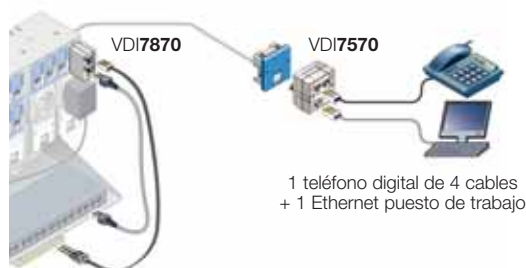 VDI7870
VDI7570
1 teléfono digital de 4 cables
+ 1 Ethernet puesto de trabajo